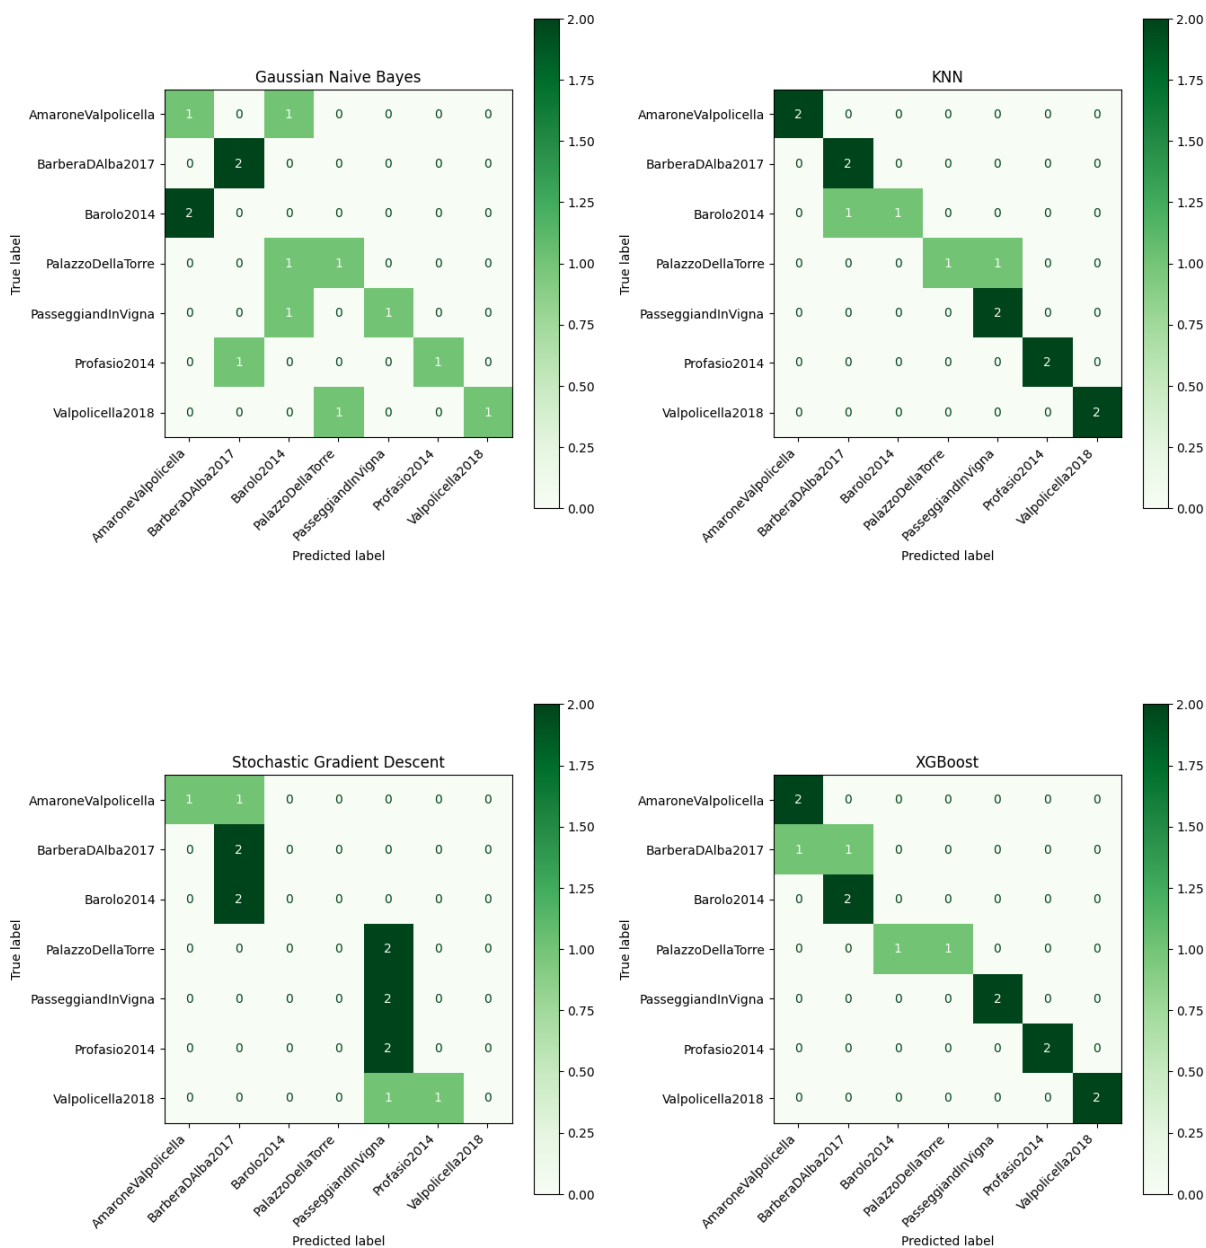 Gaussian Naive Bayes
True label
AmaroneValpolicella 1 0 1 0 0 0 0
BarberaDAlba2017 0 2 0 0 0 0 0
Barolo2014 2 0 0 0 0 0 0
PalazzoDellaTorre 0 0 1 1 0 0 0
PasseggiandInVigna 0 0 1 0 1 0 0
Profasio2014 0 1 0 0 0 1 0
Valpolicella2018 0 0 0 1 0 0 1
AmaroneValpolicella
BarberaDAlba2017
Barolo2014
PalazzoDellaTorre
PasseggiandInVigna
Profasio2014
Valpolicella2018
Predicted label
2.00
1.75
1.50
1.25
1.00
0.75
0.50
0.25
0.00
KNN
True label
AmaroneValpolicella 2 0 0 0 0 0 0
BarberaDAlba2017 0 2 0 0 0 0 0
Barolo2014 0 1 1 0 0 0 0
PalazzoDellaTorre 0 0 0 1 1 0 0
PasseggiandInVigna 0 0 0 0 2 0 0
Profasio2014 0 0 0 0 0 2 0
Valpolicella2018 0 0 0 0 0 0 2
AmaroneValpolicella
BarberaDAlba2017
Barolo2014
PalazzoDellaTorre
PasseggiandInVigna
Profasio2014
Valpolicella2018
Predicted label
2.00
1.75
1.50
1.25
1.00
0.75
0.50
0.25
0.00
Stochastic Gradient Descent
True label
AmaroneValpolicella 1 1 0 0 0 0 0
BarberaDAlba2017 0 2 0 0 0 0 0
Barolo2014 0 2 0 0 0 0 0
PalazzoDellaTorre 0 0 0 0 2 0 0
PasseggiandInVigna 0 0 0 0 2 0 0
Profasio2014 0 0 0 0 2 0 0
Valpolicella2018 0 0 0 0 1 1 0
AmaroneValpolicella
BarberaDAlba2017
Barolo2014
PalazzoDellaTorre
PasseggiandInVigna
Profasio2014
Valpolicella2018
Predicted label
2.00
1.75
1.50
1.25
1.00
0.75
0.50
0.25
0.00
XGBoost
True label
AmaroneValpolicella 2 0 0 0 0 0 0
BarberaDAlba2017 1 1 0 0 0 0 0
Barolo2014 0 2 0 0 0 0 0
PalazzoDellaTorre 0 0 1 1 0 0 0
PasseggiandInVigna 0 0 0 0 2 0 0
Profasio2014 0 0 0 0 0 2 0
Valpolicella2018 0 0 0 0 0 0 2
AmaroneValpolicella
BarberaDAlba2017
Barolo2014
PalazzoDellaTorre
PasseggiandInVigna
Profasio2014
Valpolicella2018
Predicted label
2.00
1.75
1.50
1.25
1.00
0.75
0.50
0.25
0.00